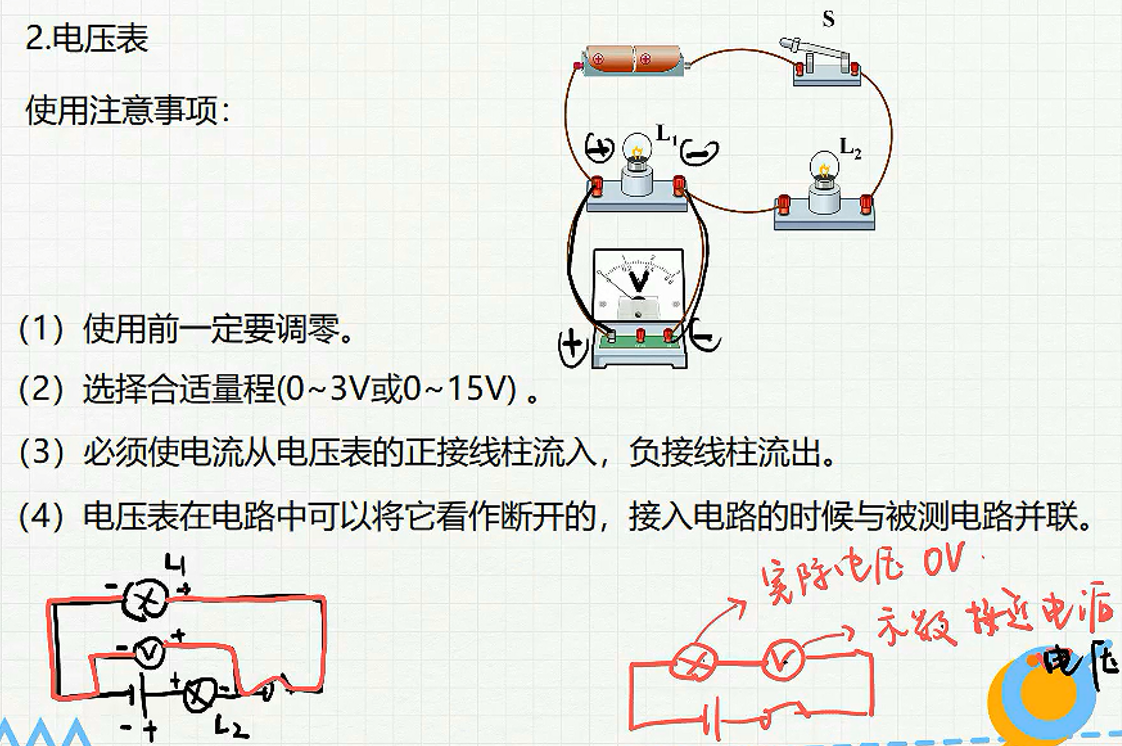 2.电压表
使用注意事项：
S
L₁
L₂
+ −
V
+ −
（1）使用前一定要调零。
（2）选择合适量程(0~3V或0~15V) 。
（3）必须使电流从电压表的正接线柱流入，负接线柱流出。
（4）电压表在电路中可以将它看作断开的，接入电路的时候与被测电路并联。
L1
- +
- V +
+ -
- +
L2
实际电压 0V.
示数 接近电源
电压
V